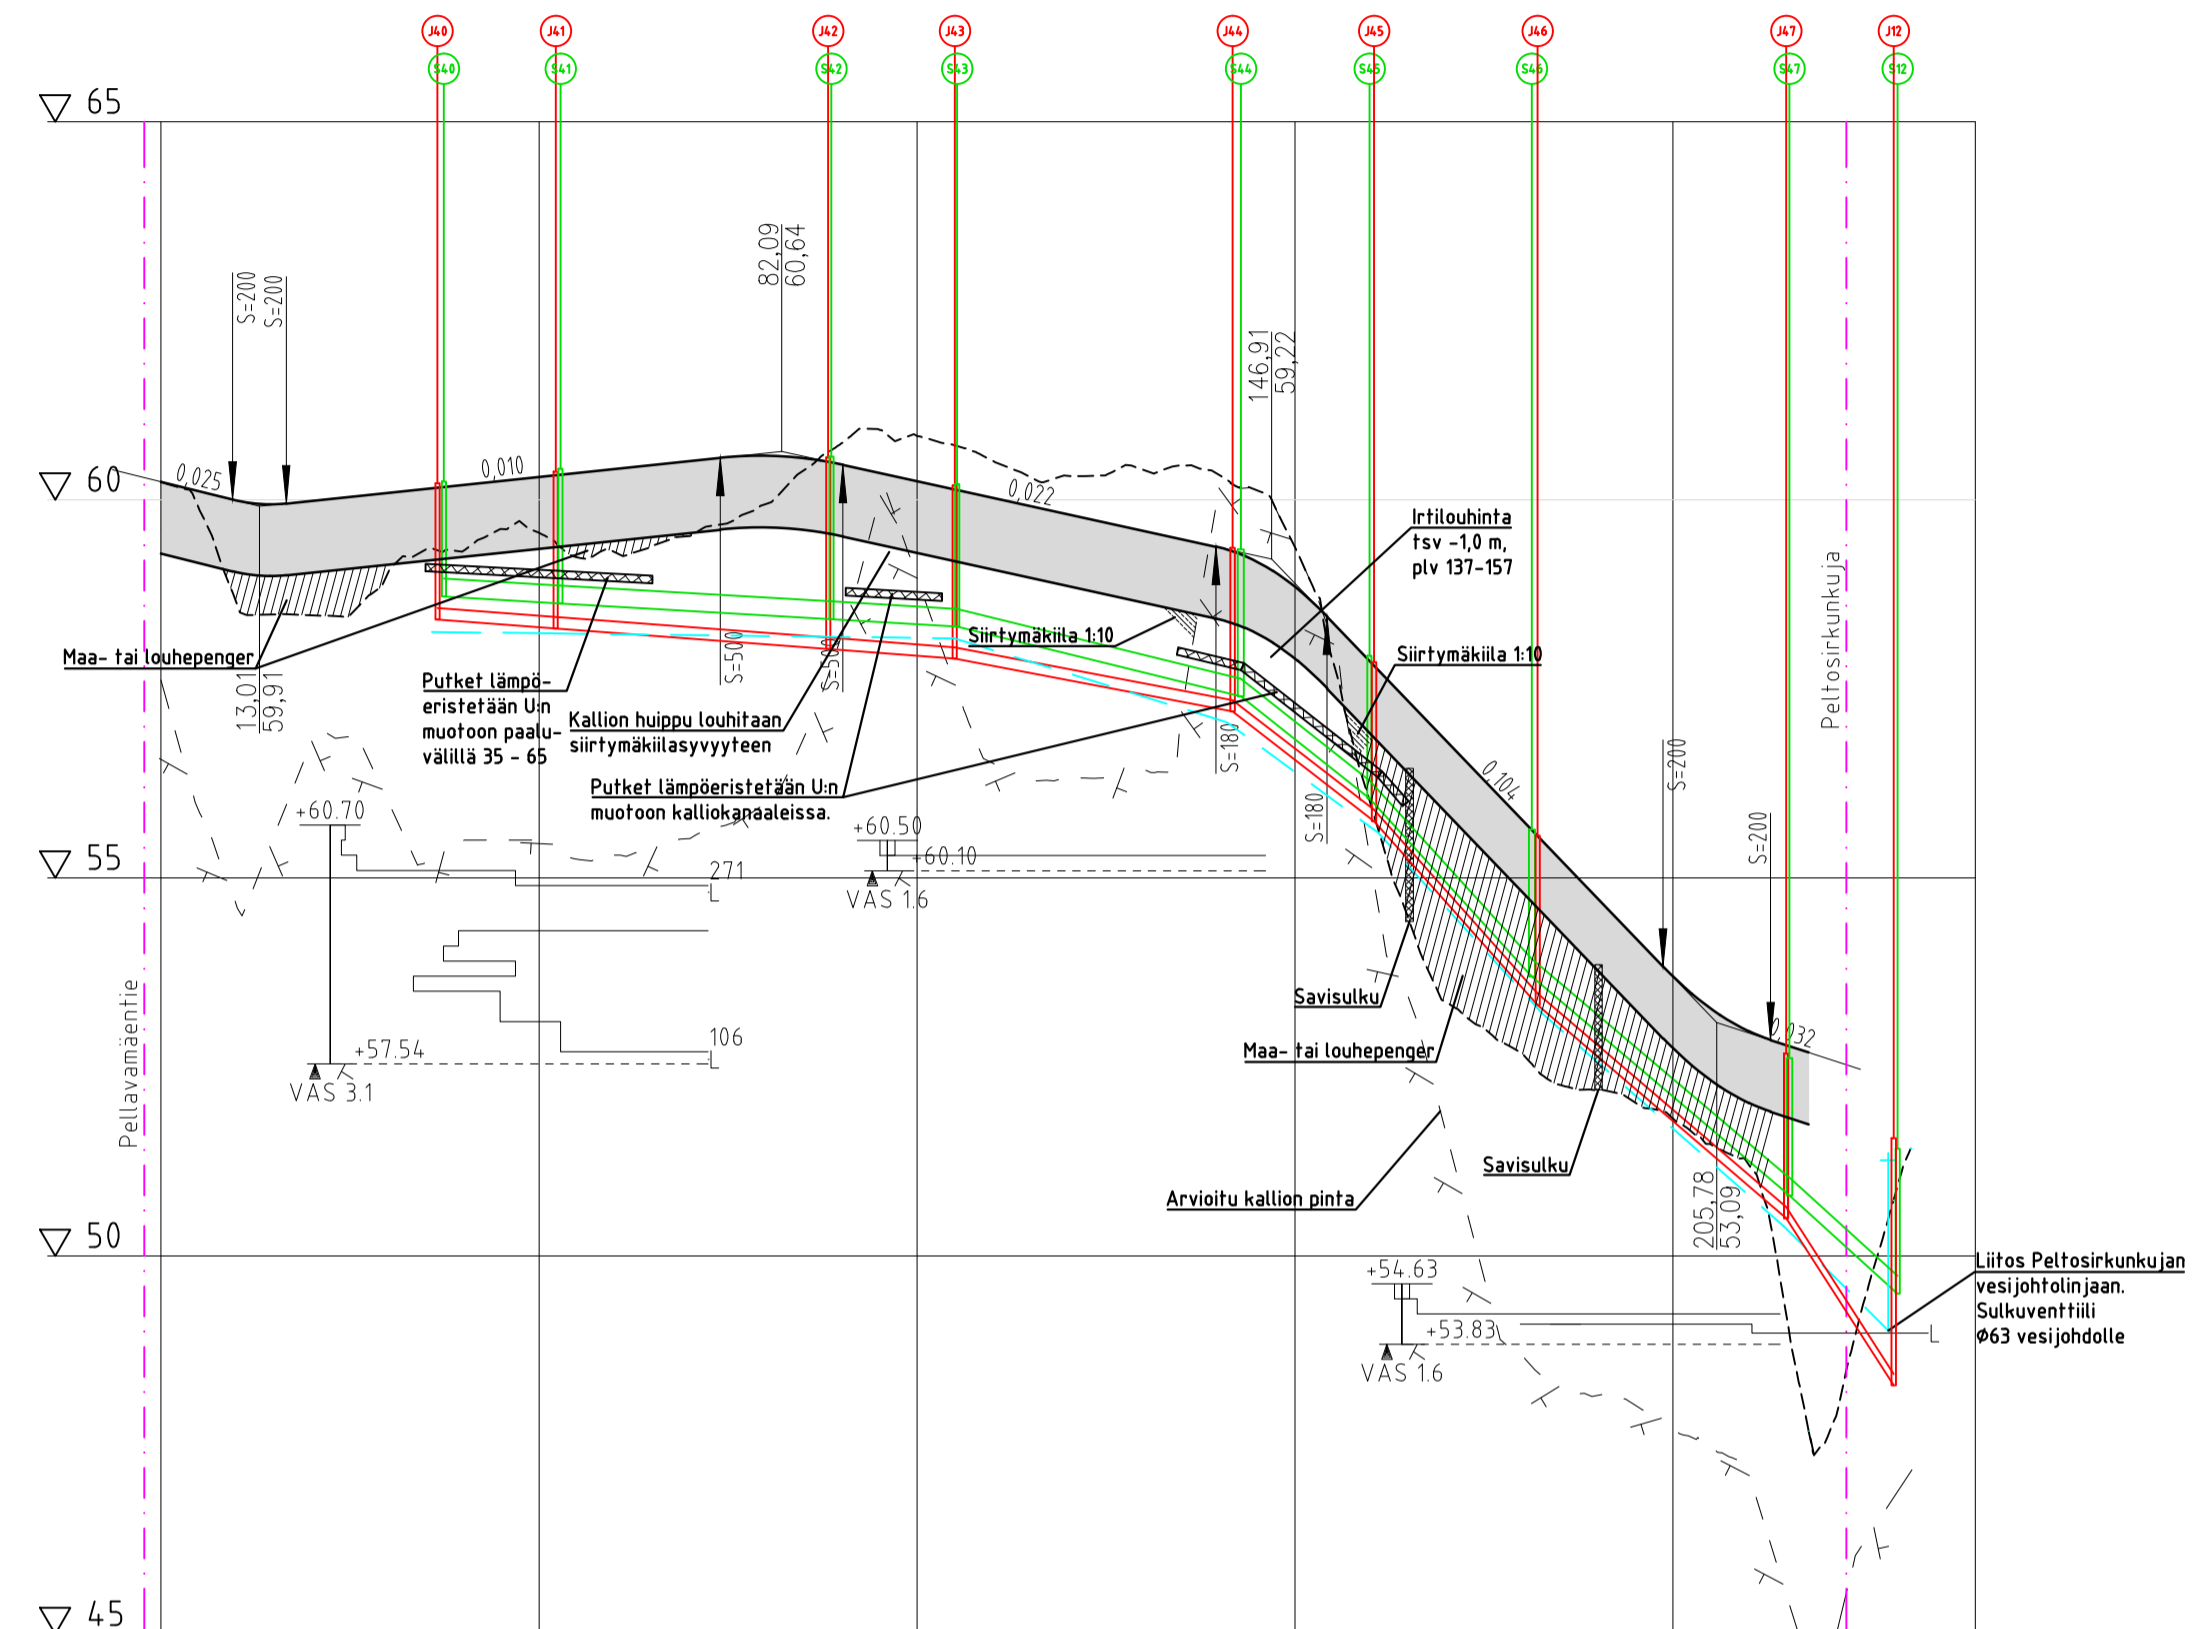 J40
J41
J42
J43
J44
J45
J46
J47
J12
S40
S41
S42
S43
S44
S45
S46
S47
S12
65
60
55
50
45
S=200
S=200
82,09
60,64
146,91
59,22
0,025
0,010
0,022
Irtilouhinta
tsv -1,0 m,
plv 137-157
Peltosirkunkuja
Siirtymäkiila 1:10
Siirtymäkiila 1:10
Maa- tai louhepenger
13,01
59,91
Putket lämpö-
eristetään U:n
muotoon paalu-
välillä 35 - 65
Kallion huippu louhitaan
siirtymäkiilasyvyyteen
S=500
S=500
S=180
S=180
Putket lämpöeristetään U:n
muotoon kalliokanaaleissa.
0,104
S=200
S=200
+60.70
271
L
106
L
+57.54
VAS 3.1
+60.50
+60.10
VAS 1.6
Pellavamäentie
Savisulku
Maa- tai louhepenger
0,032
Savisulku
Arvioitu kallion pinta
205,78
53,09
+54.63
+53.83
L
VAS 1.6
Liitos Peltosirkunkujan
vesijohtolinjaan.
Sulkuventtiili
Ø63 vesijohdolle